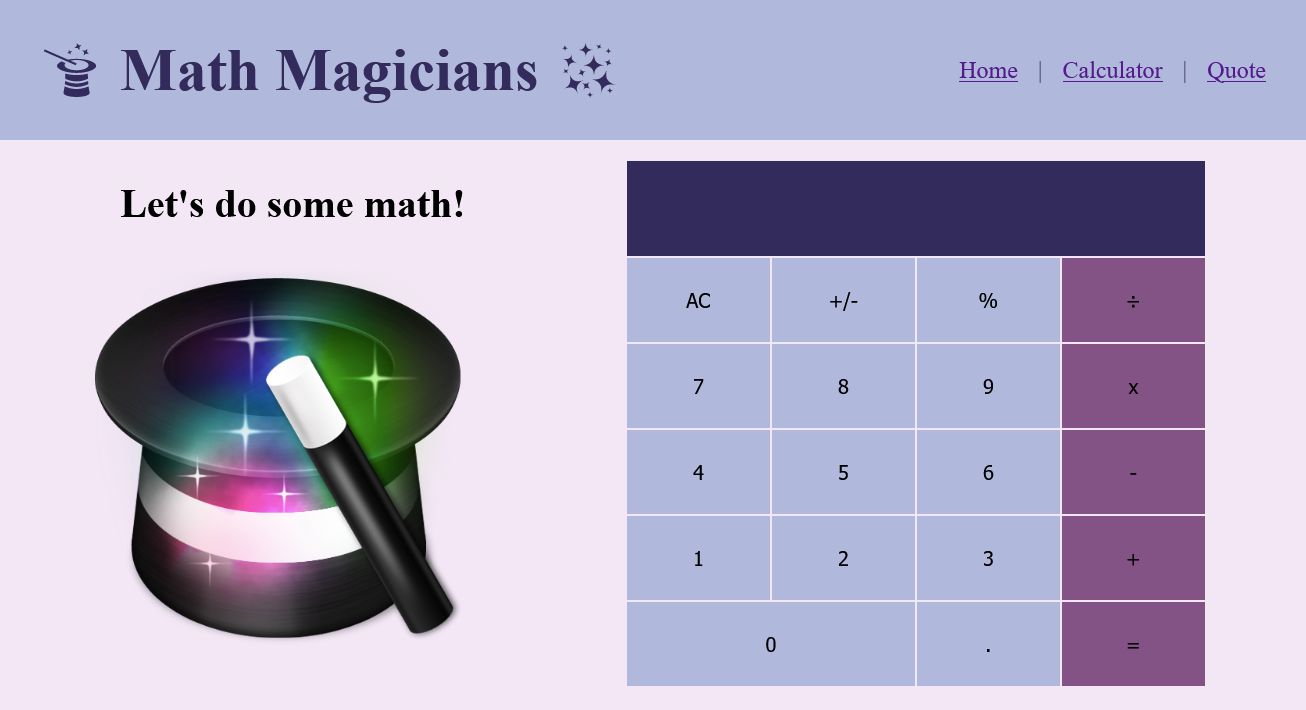 Math Magicians
Home | Calculator | Quote
Let's do some math!
AC +/- % ÷
7 8 9 x
4 5 6 -
1 2 3 +
0 . =